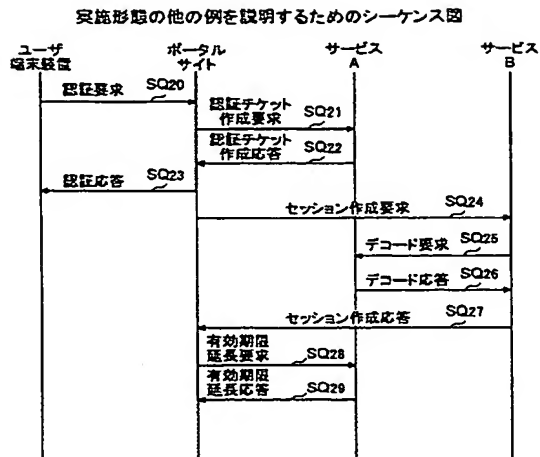 実施形態の他の例を説明するためのシーケンス図
ユーザ
端末装置
ポータル
サイト
サービス
A
サービス
B
認証要求
SQ20
認証チケット
作成要求
SQ21
認証チケット
作成応答
SQ22
認証応答
SQ23
セッション作成要求
SQ24
デコード要求
SQ25
デコード応答
SQ26
セッション作成応答
SQ27
有効期限
延長要求
SQ28
有効期限
延長応答
SQ29